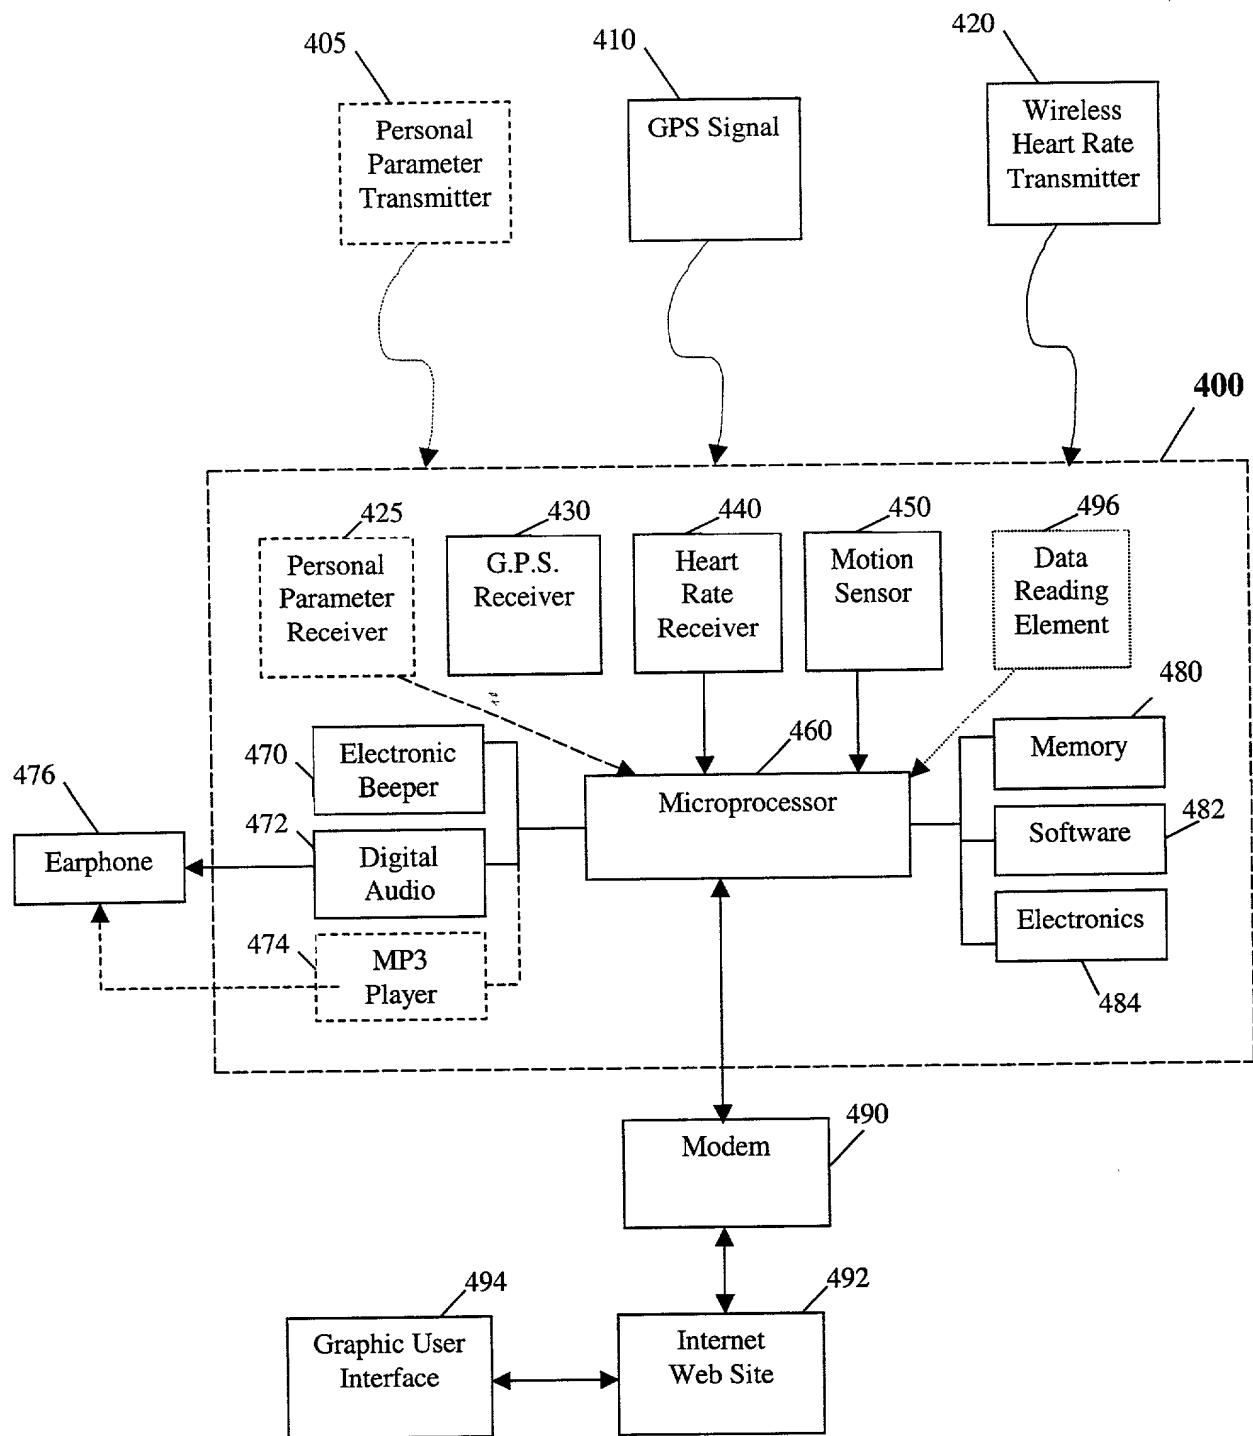 405
410
420
Personal
Parameter
Transmitter
GPS Signal
Wireless
Heart Rate
Transmitter
400
425
430
440
450
496
Personal
Parameter
Receiver
G.P.S.
Receiver
Heart
Rate
Receiver
Motion
Sensor
Data
Reading
Element
480
460
470
Electronic
Beeper
Microprocessor
Memory
476
472
482
Earphone
Digital
Audio
Software
474
MP3
Player
Electronics
484
490
Modem
494
492
Graphic User
Interface
Internet
Web Site